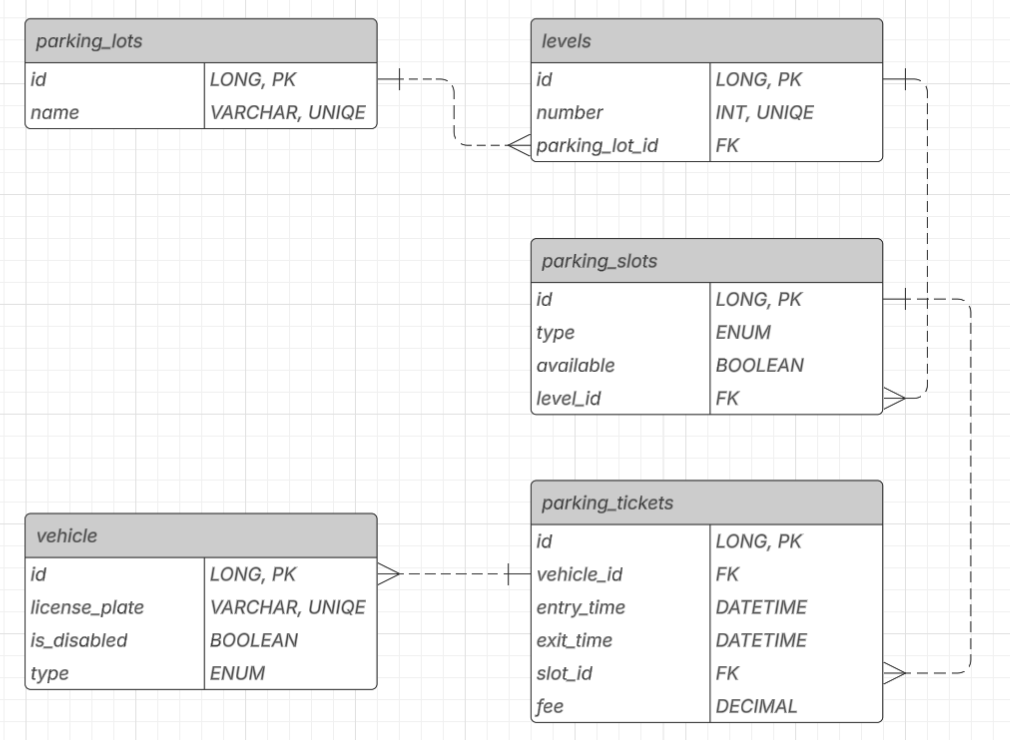 parking_lots
id LONG, PK
name VARCHAR, UNIQE
levels
id LONG, PK
number INT, UNIQE
parking_lot_id FK
parking_slots
id LONG, PK
type ENUM
available BOOLEAN
level_id FK
vehicle
id LONG, PK
license_plate VARCHAR, UNIQE
is_disabled BOOLEAN
type ENUM
parking_tickets
id LONG, PK
vehicle_id FK
entry_time DATETIME
exit_time DATETIME
slot_id FK
fee DECIMAL